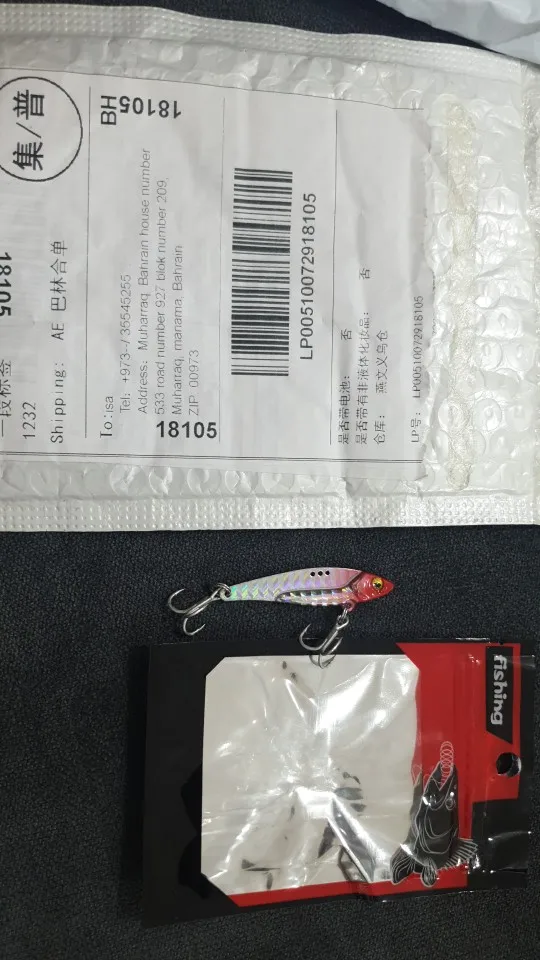 集/普
BH
18105
18105
一段标签
1232
Shipping: AE 巴林合单
To:isa
Tel: +973--/ 35545255
Address: Muharraq Bahrain house number
533 road number 927 blok number 209,
Muharraq, manama, Bahrain
ZIP 00973
18105
LP00510072918105
是否带电池: 否
是否带有非液体化妆品: 否
仓库: 燕文义乌仓
LP号: LP00510072918105
fishing